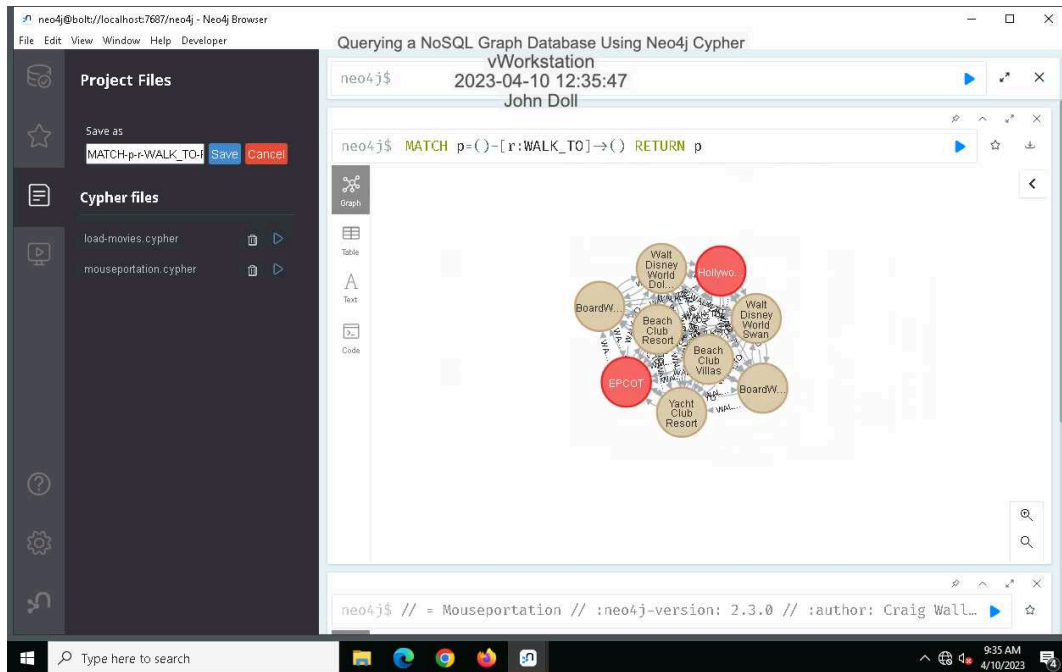 neo4j@bolt://localhost:7687/neo4j - Neo4j Browser
File Edit View Window Help Developer
Querying a NoSQL Graph Database Using Neo4j Cypher
vWorkstation
2023-04-10 12:35:47
John Doll
Project Files
Save as
MATCH-p-r-WALK_TO-
Save Cancel
Cypher files
load-movies.cypher
mouseportation.cypher
neo4j$
neo4j$ MATCH p=()-[r:WALK_TO]→() RETURN p
Graph
Table
A
Text
Code
Walt
Disney
World
Dol...
Hollywo...
BoardW...
Beach
Club
Resort
Walt
Disney
World
Swan
Beach
Club
Villas
EPCOT
BoardW...
Yacht
Club
Resort
WA...
WAL...
WAL...
neo4j$ // = Mouseportation // :neo4j-version: 2.3.0 // :author: Craig Wall…
Type here to search
9:35 AM
4/10/2023
4